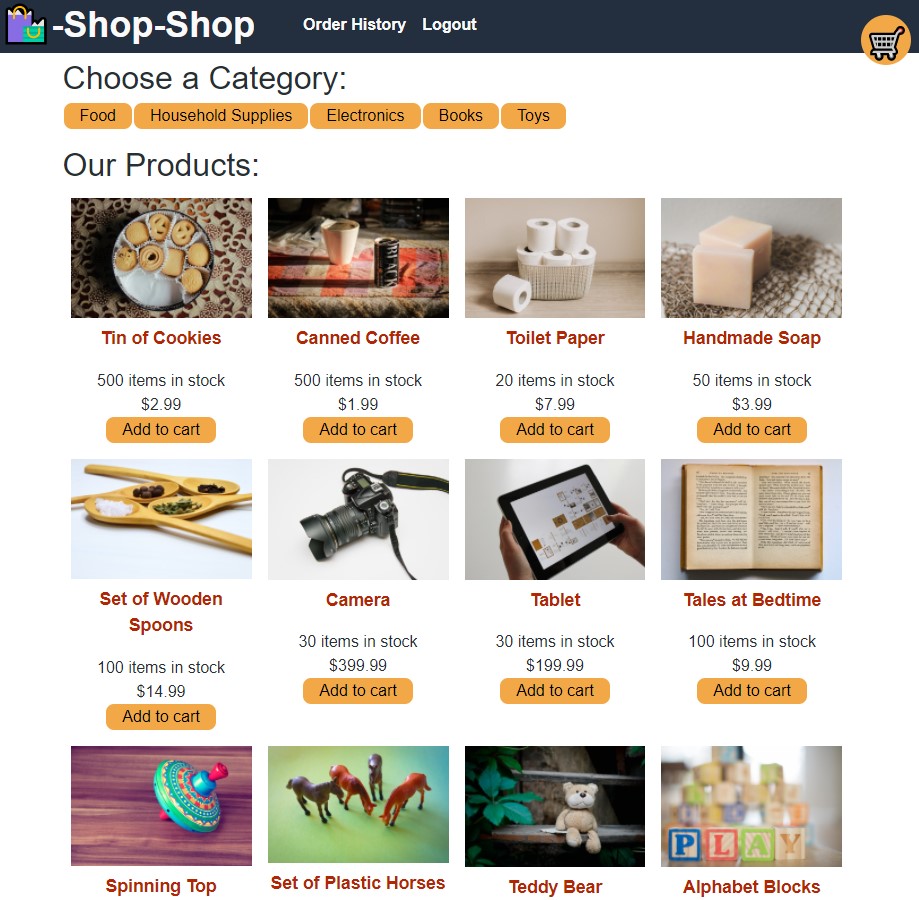 -Shop-Shop
Order History Logout
Choose a Category:
Food Household Supplies Electronics Books Toys
Our Products:
Tin of Cookies
500 items in stock
$2.99
Add to cart
Canned Coffee
500 items in stock
$1.99
Add to cart
Toilet Paper
20 items in stock
$7.99
Add to cart
Handmade Soap
50 items in stock
$3.99
Add to cart
Set of Wooden
Spoons
100 items in stock
$14.99
Add to cart
Camera
30 items in stock
$399.99
Add to cart
Tablet
30 items in stock
$199.99
Add to cart
Tales at Bedtime
100 items in stock
$9.99
Add to cart
Spinning Top
Set of Plastic Horses
Teddy Bear
PLAY
Alphabet Blocks